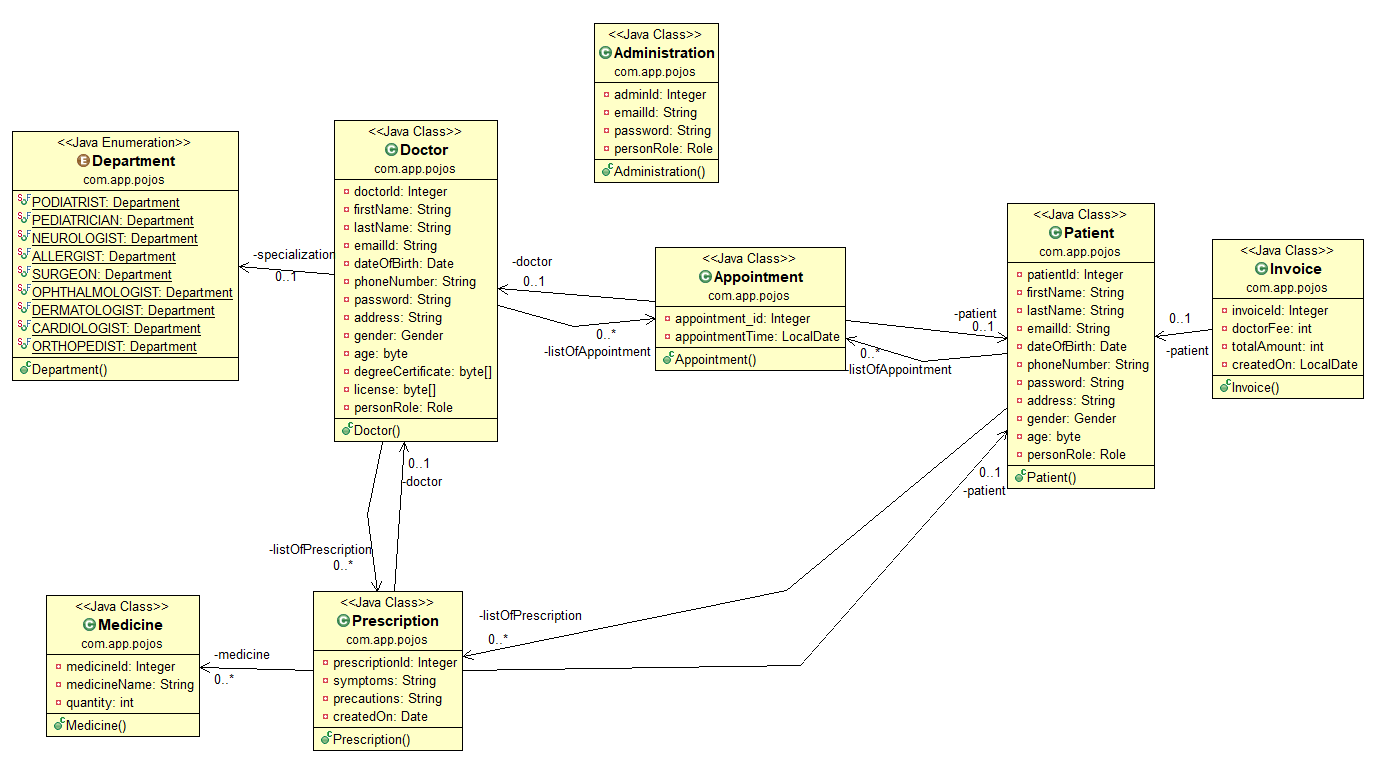 <<Java Class>>
Administration
com.app.pojos
adminId: Integer
emailId: String
password: String
personRole: Role
Administration()
<<Java Enumeration>>
Department
com.app.pojos
PODIATRIST: Department
PEDIATRICIAN: Department
NEUROLOGIST: Department
ALLERGIST: Department
SURGEON: Department
OPHTHALMOLOGIST: Department
DERMATOLOGIST: Department
CARDIOLOGIST: Department
ORTHOPEDIST: Department
Department()
-specialization
0..1
<<Java Class>>
Doctor
com.app.pojos
doctorId: Integer
firstName: String
lastName: String
emailId: String
dateOfBirth: Date
phoneNumber: String
password: String
address: String
gender: Gender
age: byte
degreeCertificate: byte[]
license: byte[]
personRole: Role
Doctor()
-doctor
0..1
0..*
-listOfAppointment
<<Java Class>>
Appointment
com.app.pojos
appointment_id: Integer
appointmentTime: LocalDate
Appointment()
-patient
0..1
0..*
-listOfAppointment
<<Java Class>>
Patient
com.app.pojos
patientId: Integer
firstName: String
lastName: String
emailId: String
dateOfBirth: Date
phoneNumber: String
password: String
address: String
gender: Gender
age: byte
personRole: Role
Patient()
0..1
-patient
<<Java Class>>
Invoice
com.app.pojos
invoiceId: Integer
doctorFee: int
totalAmount: int
createdOn: LocalDate
Invoice()
0..1
-doctor
0..1
-patient
-listOfPrescription
0..*
-listOfPrescription
0..*
<<Java Class>>
Medicine
com.app.pojos
medicineId: Integer
medicineName: String
quantity: int
Medicine()
-medicine
0..*
<<Java Class>>
Prescription
com.app.pojos
prescriptionId: Integer
symptoms: String
precautions: String
createdOn: Date
Prescription()